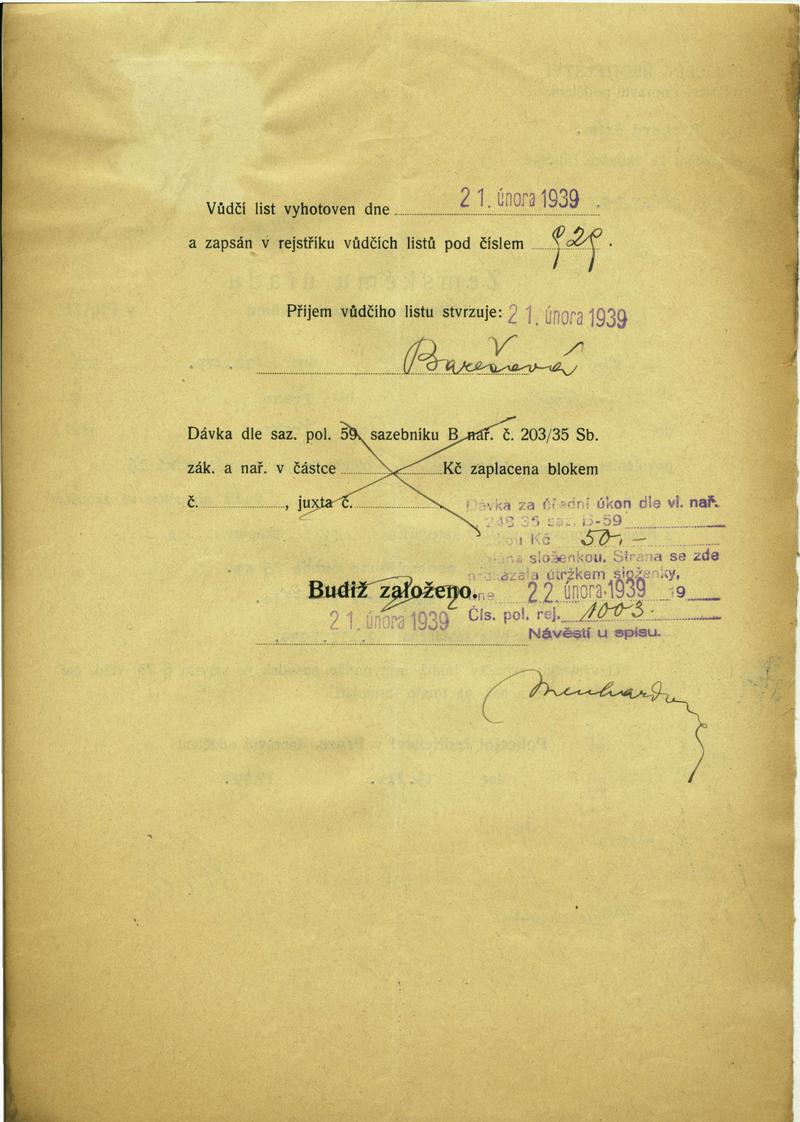 Vůdčí list vyhotoven dne 21. února 1939
a zapsán v rejstříku vůdčích listů pod číslem 929.
Příjem vůdčího listu stvrzuje: 21. února 1939
Barešová
Dávka dle saz. pol. 59. sazebníku B nař. č. 203/35 Sb.
zák. a nař. v částce Kč zaplacena blokem
č. , juxta č.
Dávka za úřední úkon dle vl. nař.
saz. B-59
Kč 50.–
složenkou. Strana se zde
útržkem složenky,
dne 22. února 1939 19
Čís. pol. rej. 1003.
Návěstí u spisu.
Budiž založeno.
21. února 1939